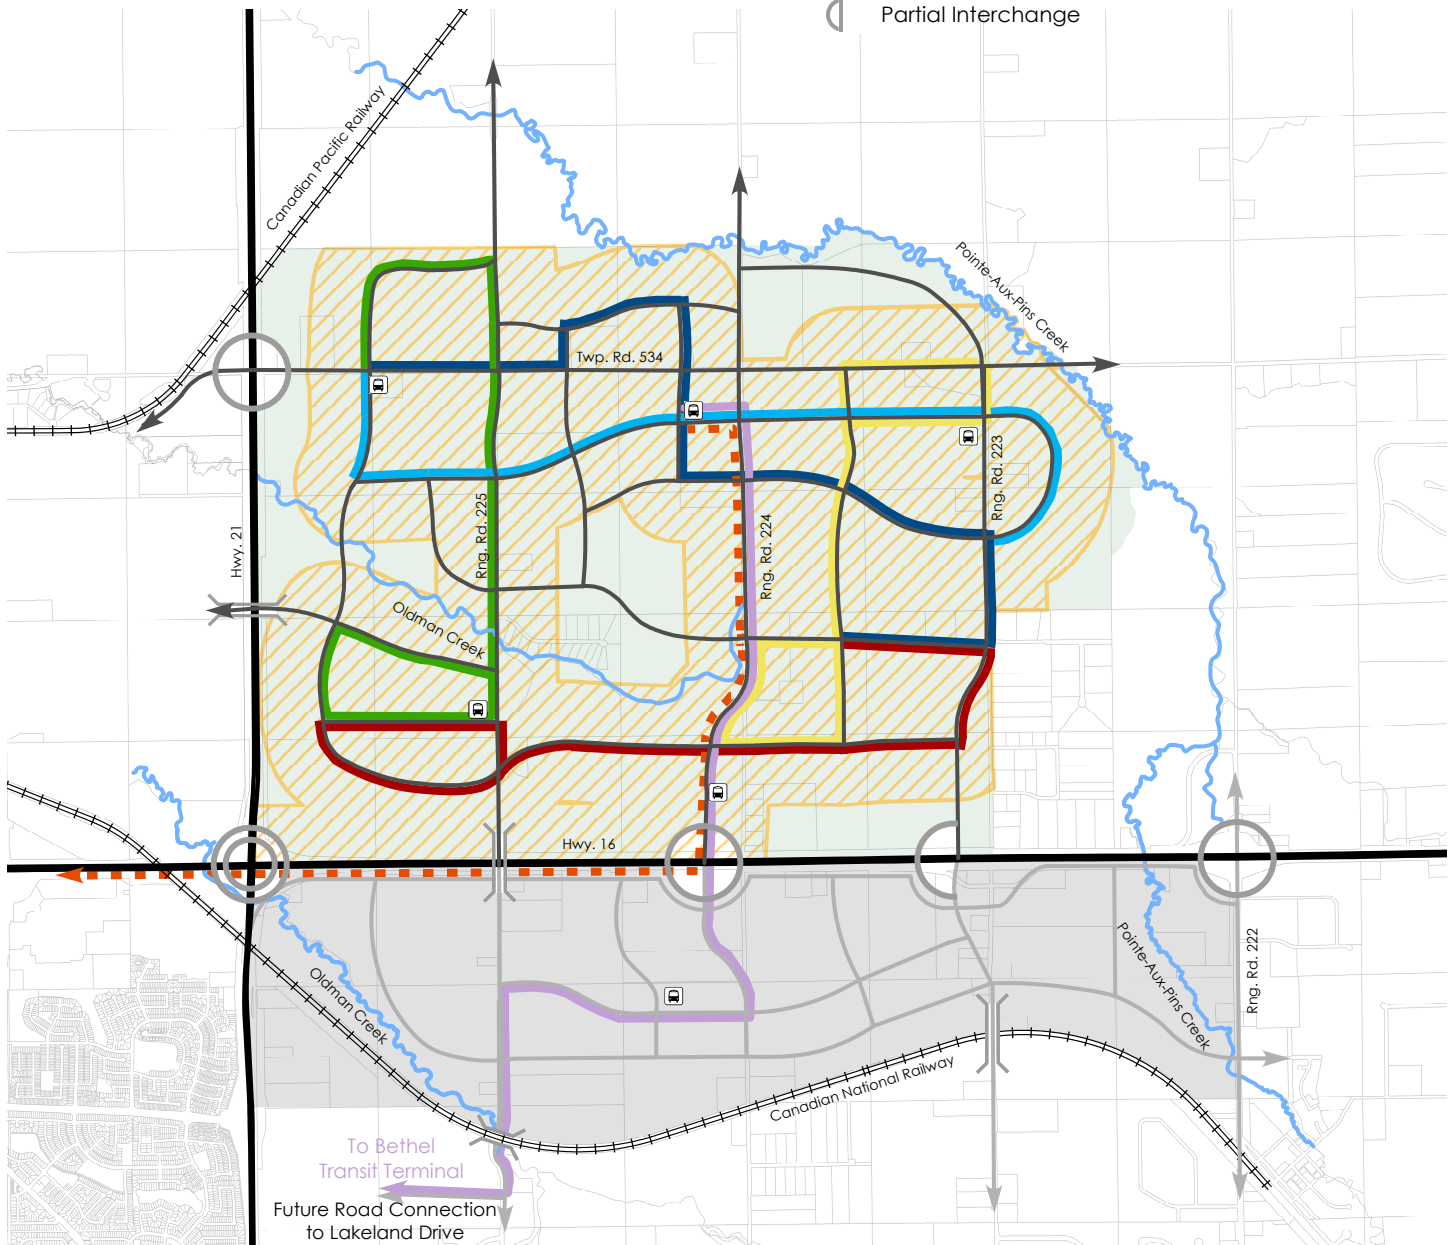 Partial Interchange
Canadian Pacific Railway
Pointe-Aux-Pins Creek
Twp. Rd. 534
Rng. Rd. 223
Rng. Rd. 225
Rng. Rd. 224
Hwy. 21
Oldman Creek
Hwy. 16
Pointe-Aux-Pins Creek
Rng. Rd. 222
Oldman Creek
Canadian National Railway
To Bethel
Transit Terminal
Future Road Connection
to Lakeland Drive